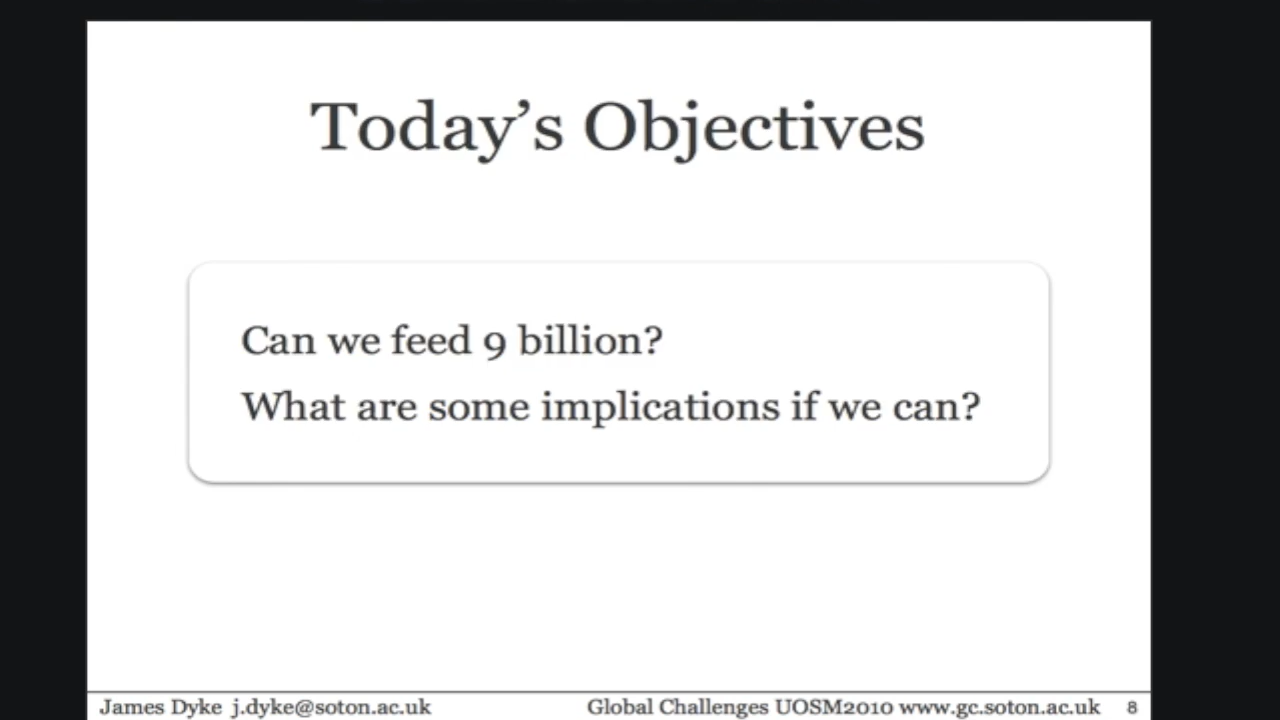 Today's Objectives
Can we feed 9 billion?
What are some implications if we can?
James Dyke j.dyke@soton.ac.uk Global Challenges UOSM2010 www.gc.soton.ac.uk 8